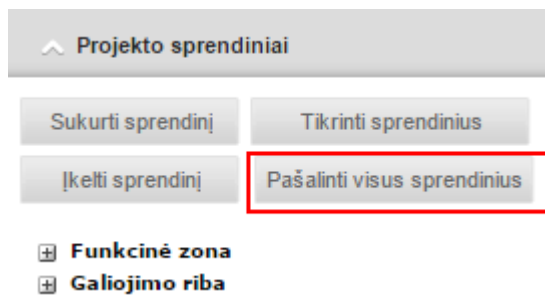 Projekto sprendiniai
Sukurti sprendinį Tikrinti sprendinius
Įkelti sprendinį Pašalinti visus sprendinius
Funkcinė zona
Galiojimo riba